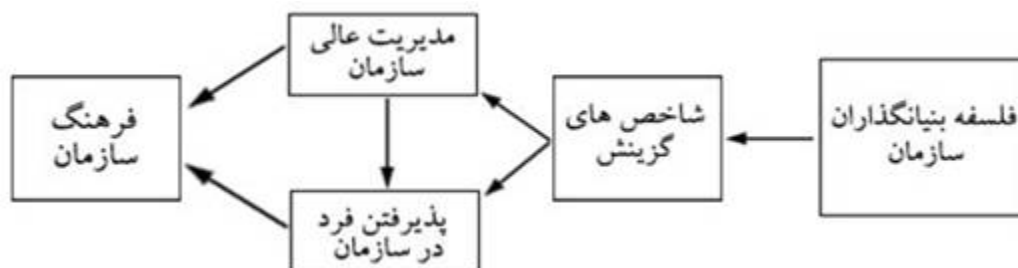 فلسفه بنیانگذاران
سازمان
شاخص های
گزینش
مدیریت عالی
سازمان
پذیرفتن فرد
در سازمان
فرهنگ
سازمان